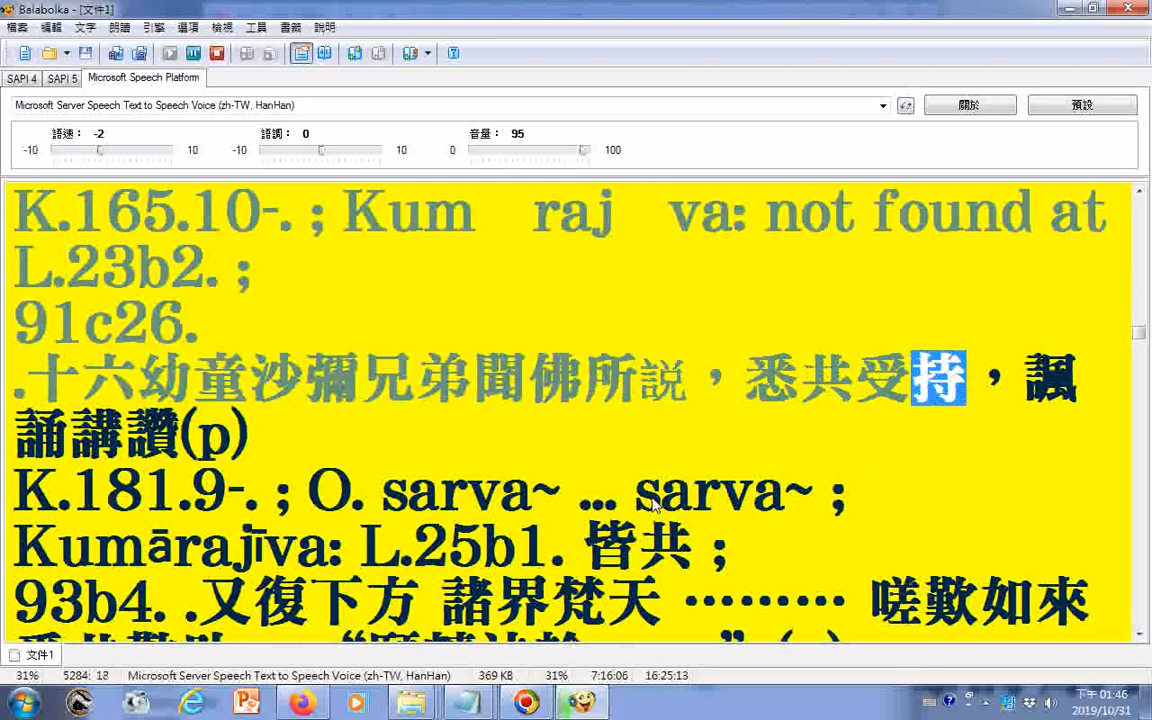 Balabolka - [文件1]
檔案 編輯 文字 朗讀 引擎 選項 檢視 工具 書籤 說明
SAPI 4 SAPI 5 Microsoft Speech Platform
Microsoft Server Speech Text to Speech Voice (zh-TW, HanHan) 關於 預設
語速： -2 語調： 0 音量： 95
-10 10 -10 10 0 100
K.165.10-. ; Kum raj va: not found at
L.23b2. ;
91c26.
.十六幼童沙彌兄弟聞佛所説，悉共受持，諷
誦講讚(p)
K.181.9-. ; O. sarva~ ... sarva~ ;
Kumārajīva: L.25b1. 皆共 ;
93b4. .又復下方 諸界梵天 ……… 嗟歎如來
文件1
31% 5284: 18 Microsoft Server Speech Text to Speech Voice (zh-TW, HanHan) 369 KB 31% 7:16:06 16:25:13
下午 01:46
2019/10/31